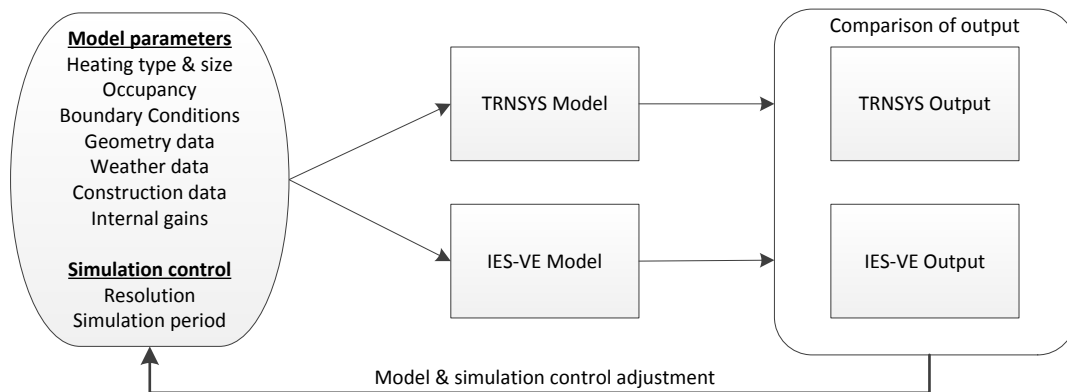 Model parameters
Heating type & size
Occupancy
Boundary Conditions
Geometry data
Weather data
Construction data
Internal gains
Simulation control
Resolution
Simulation period
TRNSYS Model
IES-VE Model
Comparison of output
TRNSYS Output
IES-VE Output
Model & simulation control adjustment